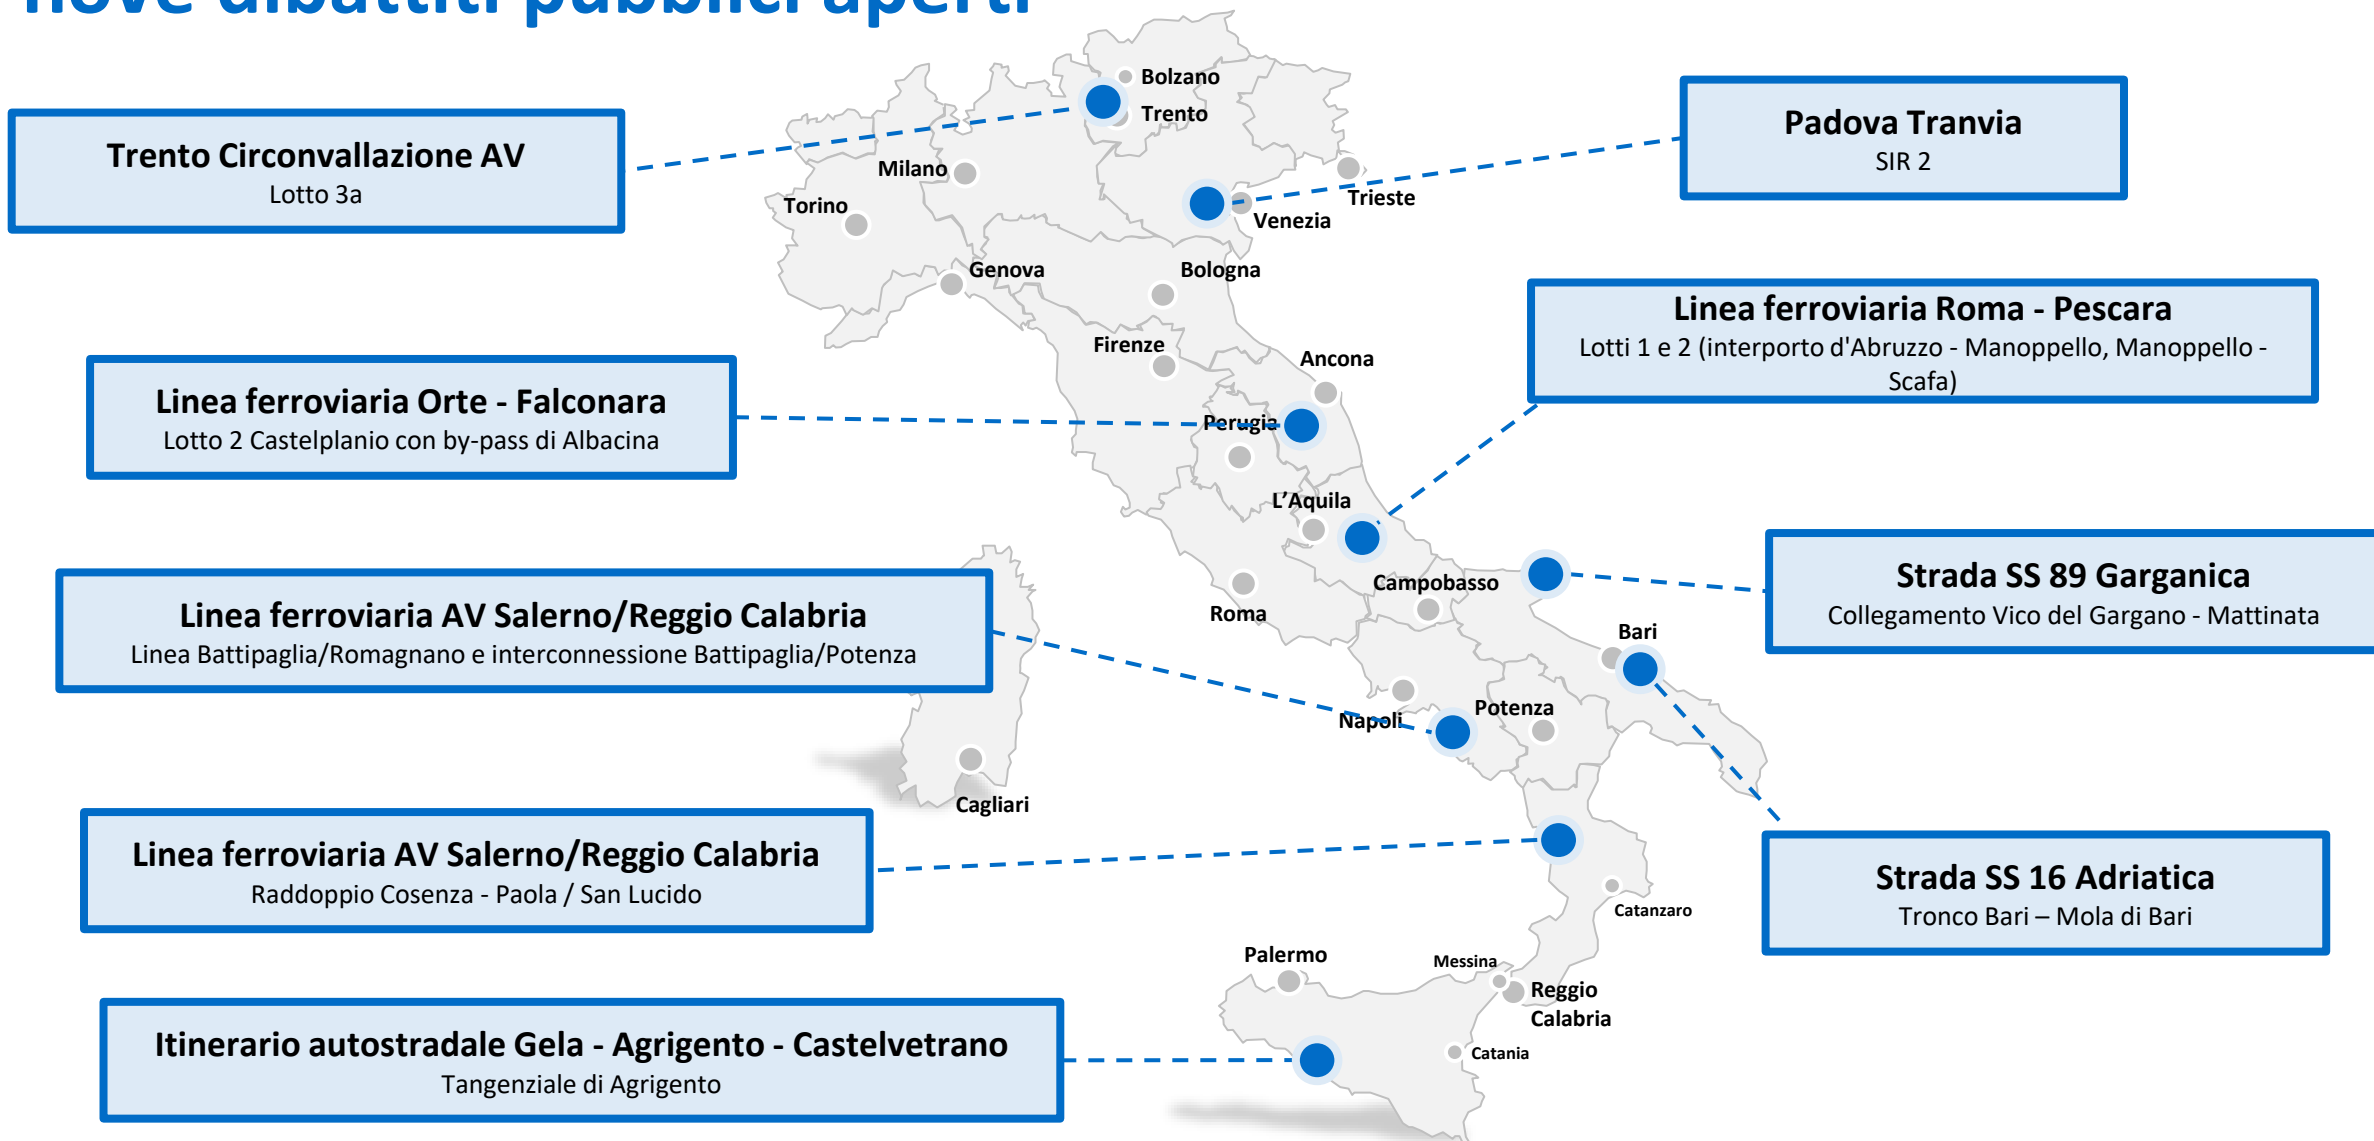 nove dibattiti pubblici aperti
Bolzano
Trento
Trento Circonvallazione AV
Lotto 3a
Padova Tranvia
SIR 2
Milano
Torino
Trieste
Venezia
Genova
Bologna
Linea ferroviaria Roma - Pescara
Lotti 1 e 2 (interporto d'Abruzzo - Manoppello, Manoppello -
Scafa)
Firenze
Ancona
Linea ferroviaria Orte - Falconara
Lotto 2 Castelplanio con by-pass di Albacina
Perugia
L’Aquila
Campobasso
Roma
Strada SS 89 Garganica
Collegamento Vico del Gargano - Mattinata
Linea ferroviaria AV Salerno/Reggio Calabria
Linea Battipaglia/Romagnano e interconnessione Battipaglia/Potenza
Bari
Napoli
Potenza
Cagliari
Linea ferroviaria AV Salerno/Reggio Calabria
Raddoppio Cosenza - Paola / San Lucido
Strada SS 16 Adriatica
Tronco Bari – Mola di Bari
Catanzaro
Palermo
Messina
Reggio
Calabria
Catania
Itinerario autostradale Gela - Agrigento - Castelvetrano
Tangenziale di Agrigento